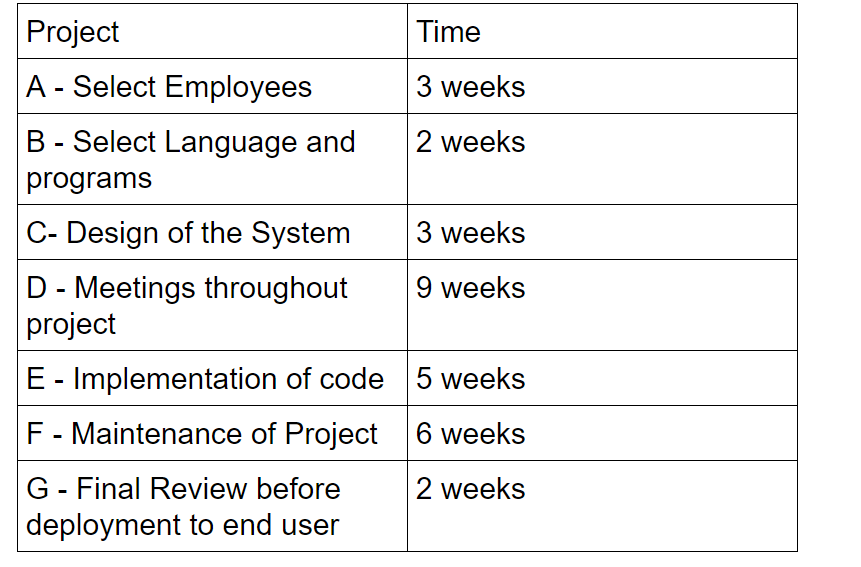 Project
Time
A - Select Employees
3 weeks
B - Select Language and
programs
2 weeks
C- Design of the System
3 weeks
D - Meetings throughout
project
9 weeks
E - Implementation of code
5 weeks
F - Maintenance of Project
6 weeks
G - Final Review before
deployment to end user
2 weeks